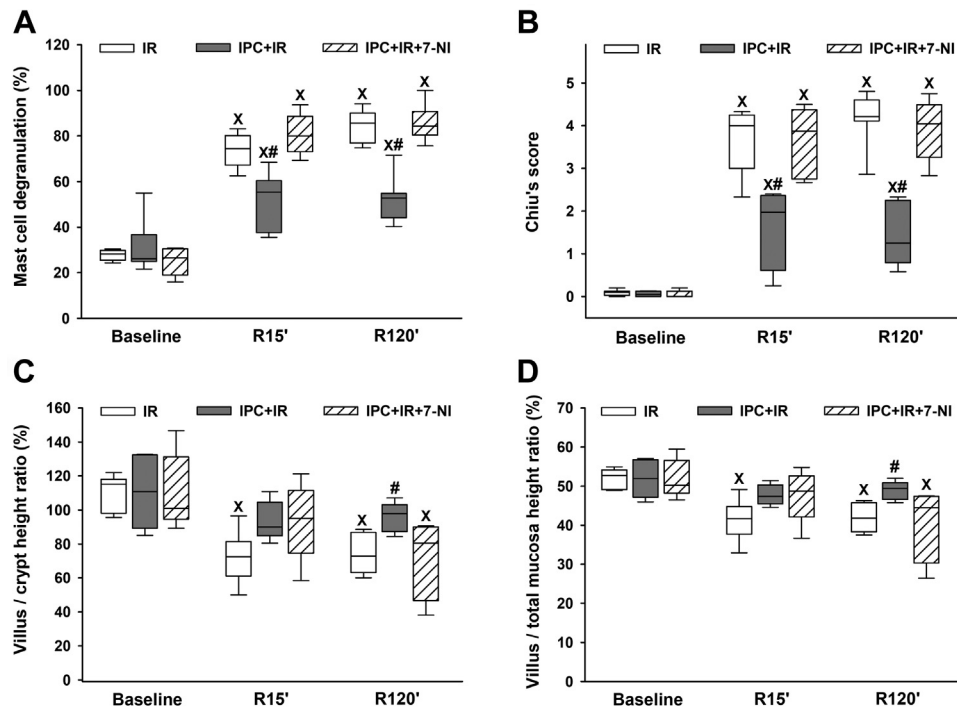 A
IR IPC+IR IPC+IR+7-NI
Mast cell degranulation (%)
120
100
80
60
40
20
0
X X# X
X X# X
Baseline R15' R120'
B
IR IPC+IR IPC+IR+7-NI
Chiu's score
5
4
3
2
1
0
X X# X
X X# X
Baseline R15' R120'
C
IR IPC+IR IPC+IR+7-NI
Villus / crypt height ratio (%)
160
140
120
100
80
60
40
20
0
X
X # X
Baseline R15' R120'
D
IR IPC+IR IPC+IR+7-NI
Villus / total mucosa height ratio (%)
70
60
50
40
30
20
10
0
X
X # X
Baseline R15' R120'